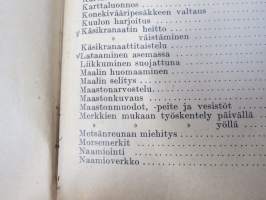 Karttaluonnos
Konekivääripesäkkeen valtaus
Kuulon harjoitus
Käsikranaatin heitto
» väistäminen
Käsikranaattitaistelu
Lataaminen asemassa
Liikkuminen suojattuna
Maalin huomaaminen
Maalin selitys
Maastonarvostelu
Maastonkuvaus
Maastonmuodot, -peite ja vesistöt
Merkkien mukaan työskentely päivällä
» » yöllä
Metsänreunan miehitys
Morsemerkit
Naamiointi
Naamioverkko